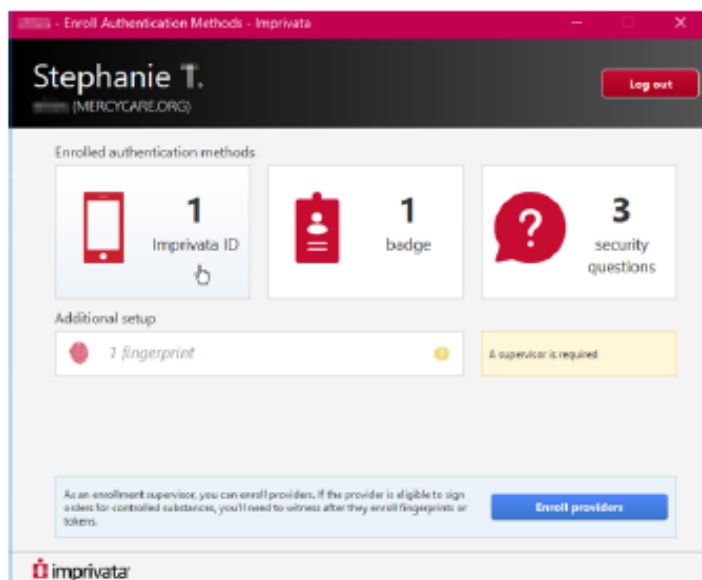 - Enroll Authentication Methods - Imprivata
Stephanie T.
(MERCYCARE.ORG)
Log out
Enrolled authentication methods
1
Imprivata ID
1
badge
3
security
questions
Additional setup
1 fingerprint
A supervisor is required
As an enrollment supervisor, you can enroll providers. If the provider is eligible to sign
orders for controlled substances, you'll need to witness after they enroll fingerprints or
tokens.
Enroll providers
imprivata